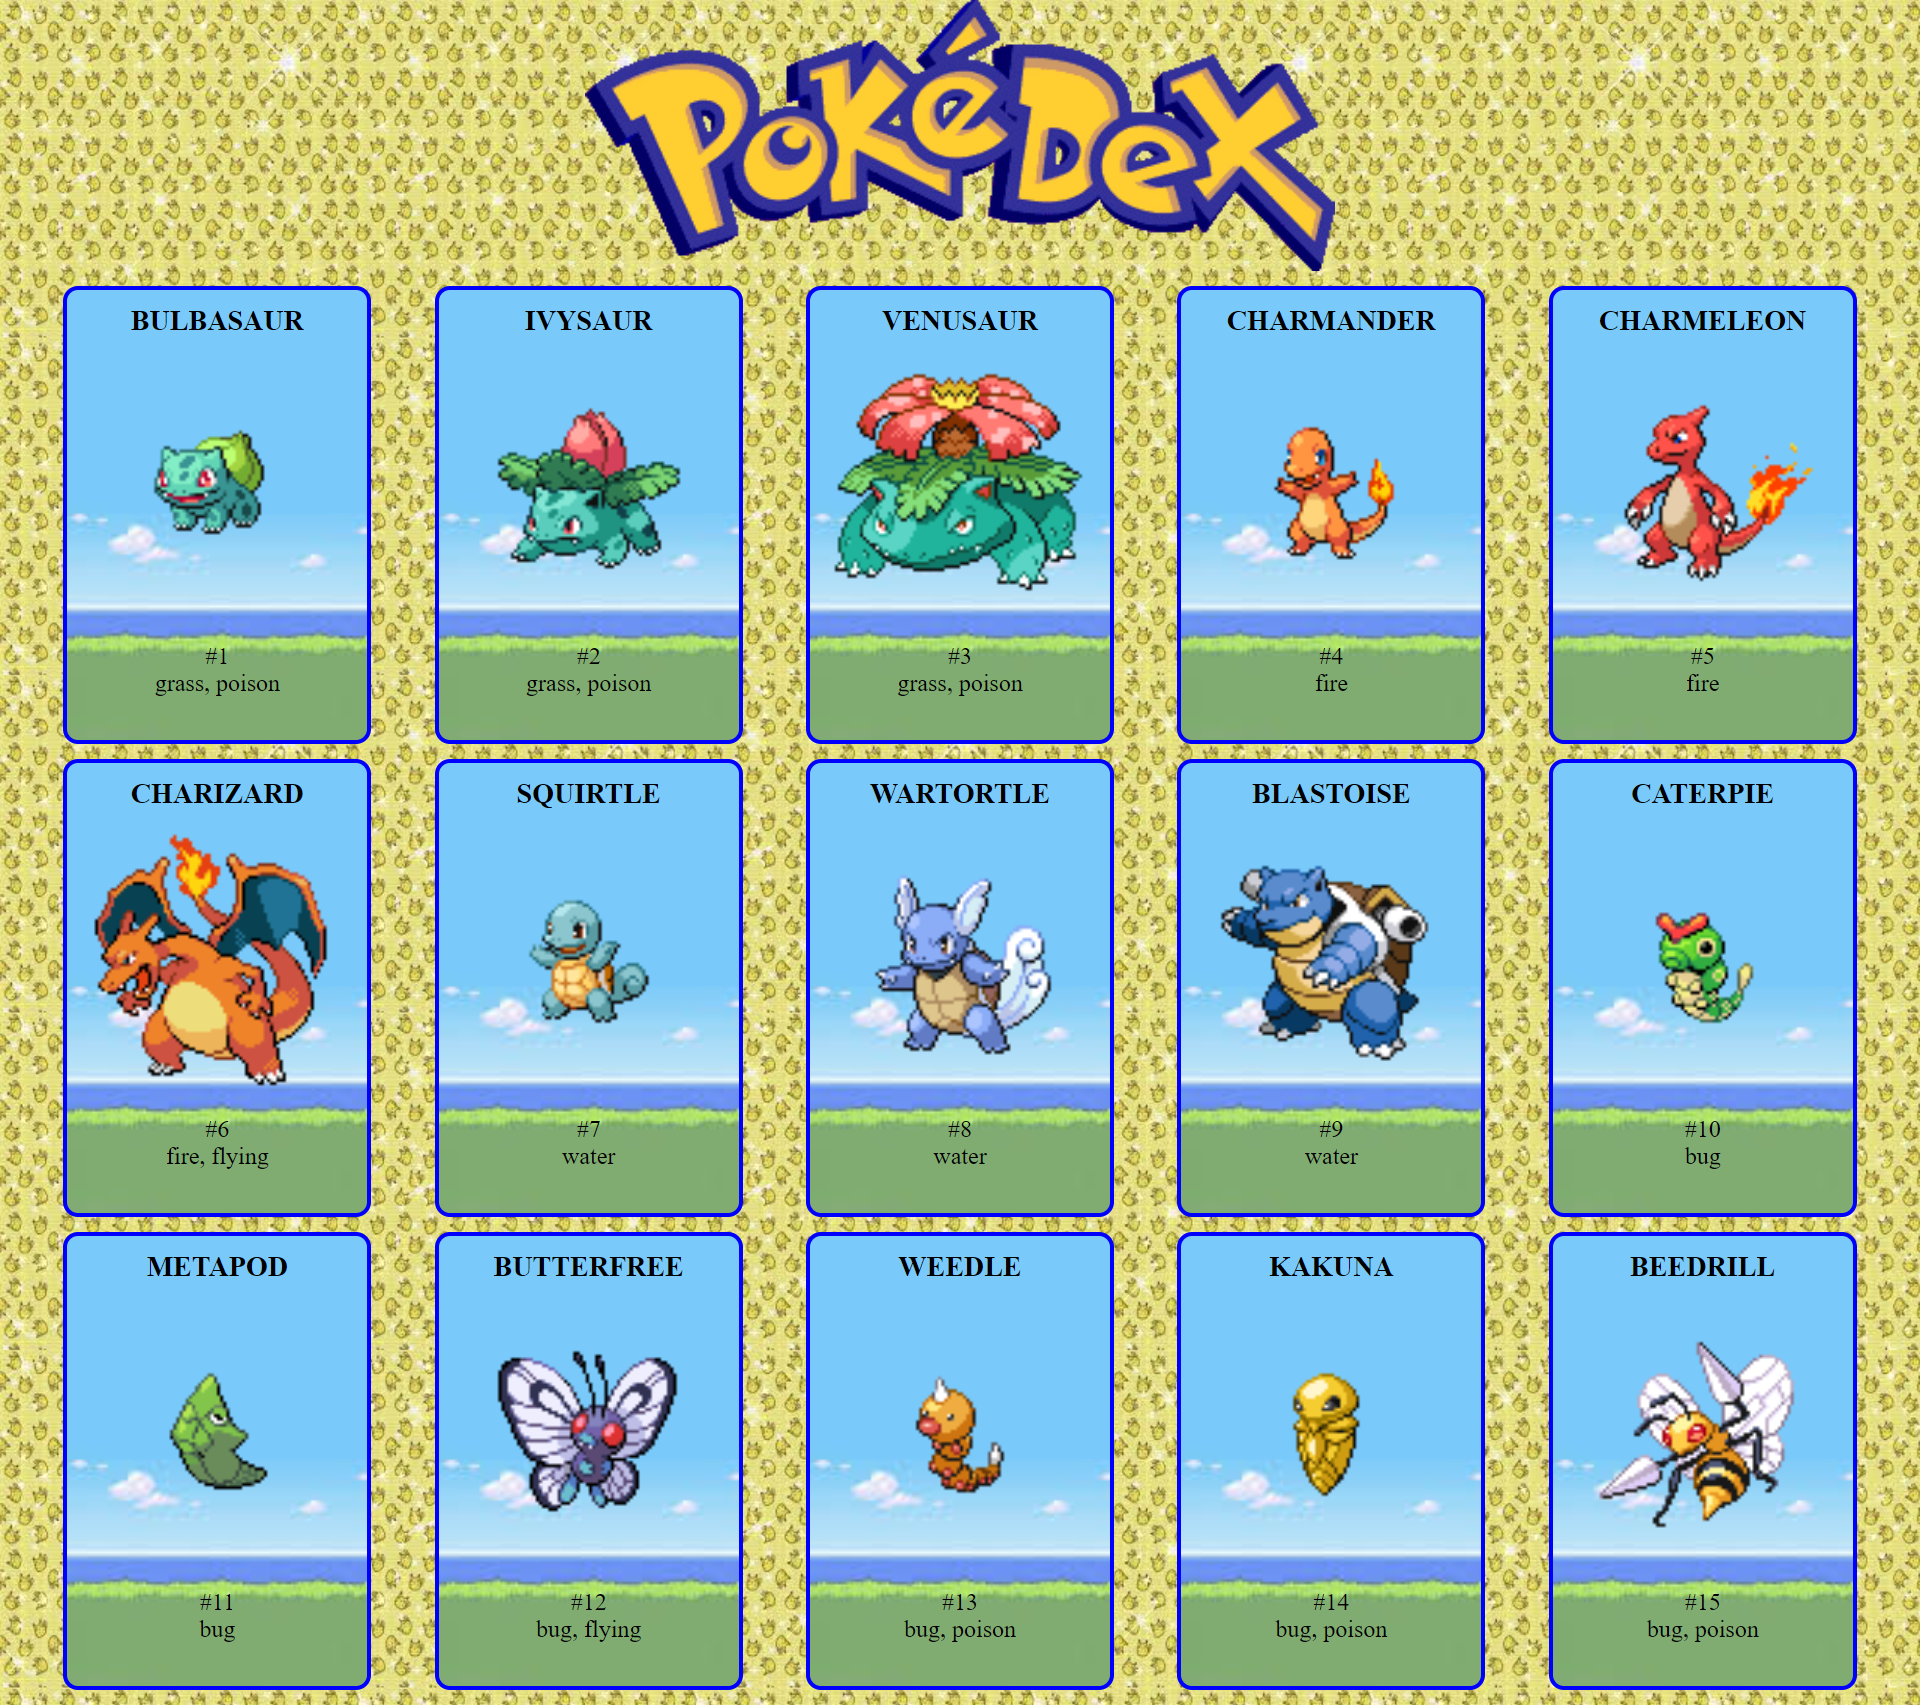 PoKéDeX
BULBASAUR
#1
grass, poison
IVYSAUR
#2
grass, poison
VENUSAUR
#3
grass, poison
CHARMANDER
#4
fire
CHARMELEON
#5
fire
CHARIZARD
#6
fire, flying
SQUIRTLE
#7
water
WARTORTLE
#8
water
BLASTOISE
#9
water
CATERPIE
#10
bug
METAPOD
#11
bug
BUTTERFREE
#12
bug, flying
WEEDLE
#13
bug, poison
KAKUNA
#14
bug, poison
BEEDRILL
#15
bug, poison